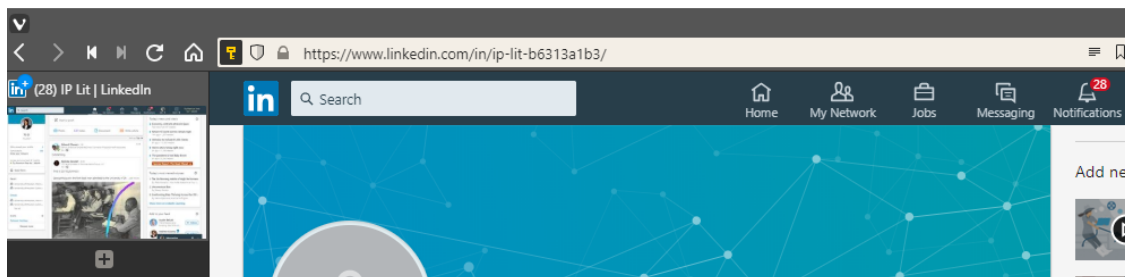 https://www.linkedin.com/in/ip-lit-b6313a1b3/
(28) IP Lit | LinkedIn
in
Search
Home
My Network
Jobs
Messaging
28
Notifications
Add ne